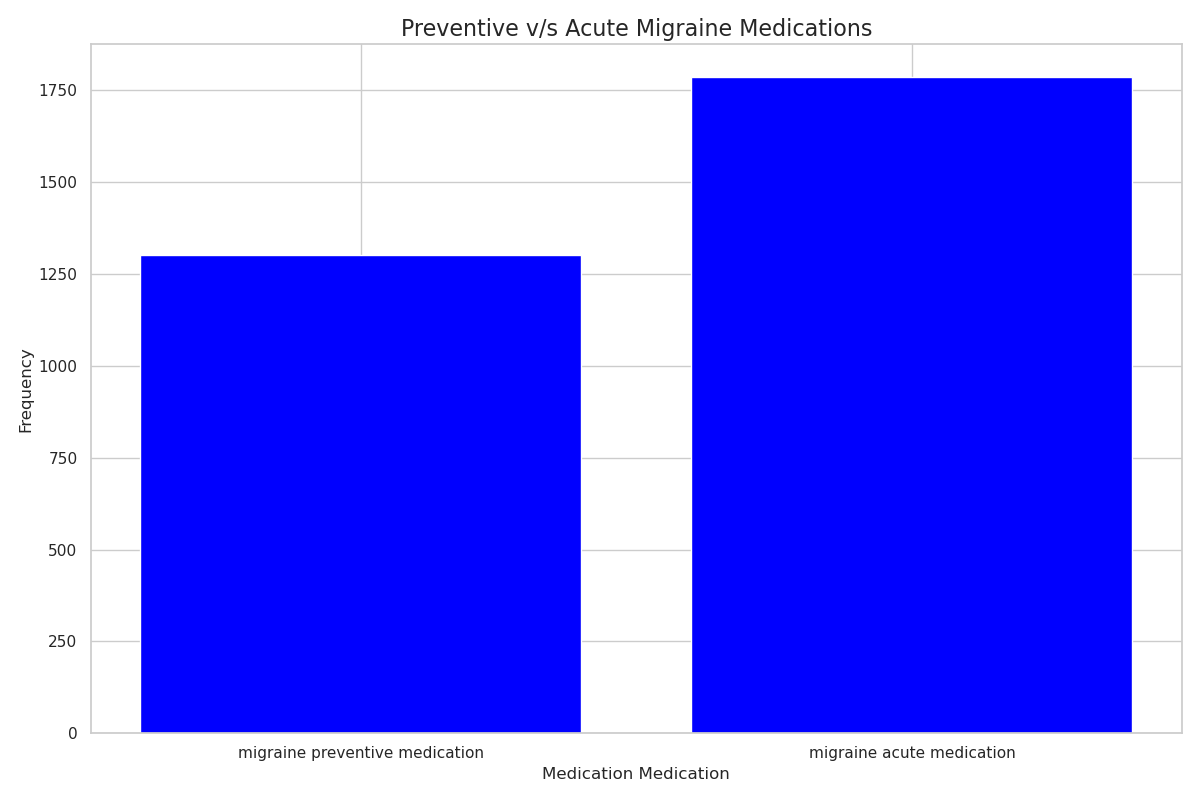 Preventive v/s Acute Migraine Medications
1750
1500
1250
1000
750
500
250
0
Frequency
migraine preventive medication
migraine acute medication
Medication Medication